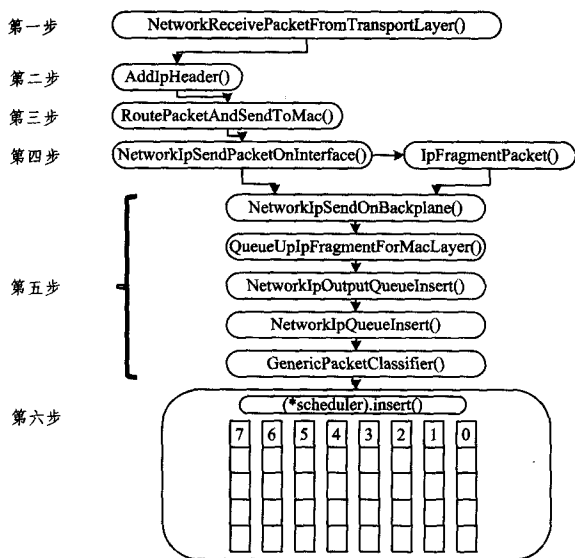 第一步
NetworkReceivePacketFromTransportLayer()
第二步
AddIpHeader()
第三步
RoutePacketAndSendToMac()
第四步
NetworkIpSendPacketOnInterface()
IpFragmentPacket()
NetworkIpSendOnBackplane()
QueueUpIpFragmentForMacLayer()
第五步
NetworkIpOutputQueueInsert()
NetworkIpQueueInsert()
GenericPacketClassifier()
第六步
(*scheduler).insert()
7 6 5 4 3 2 1 0